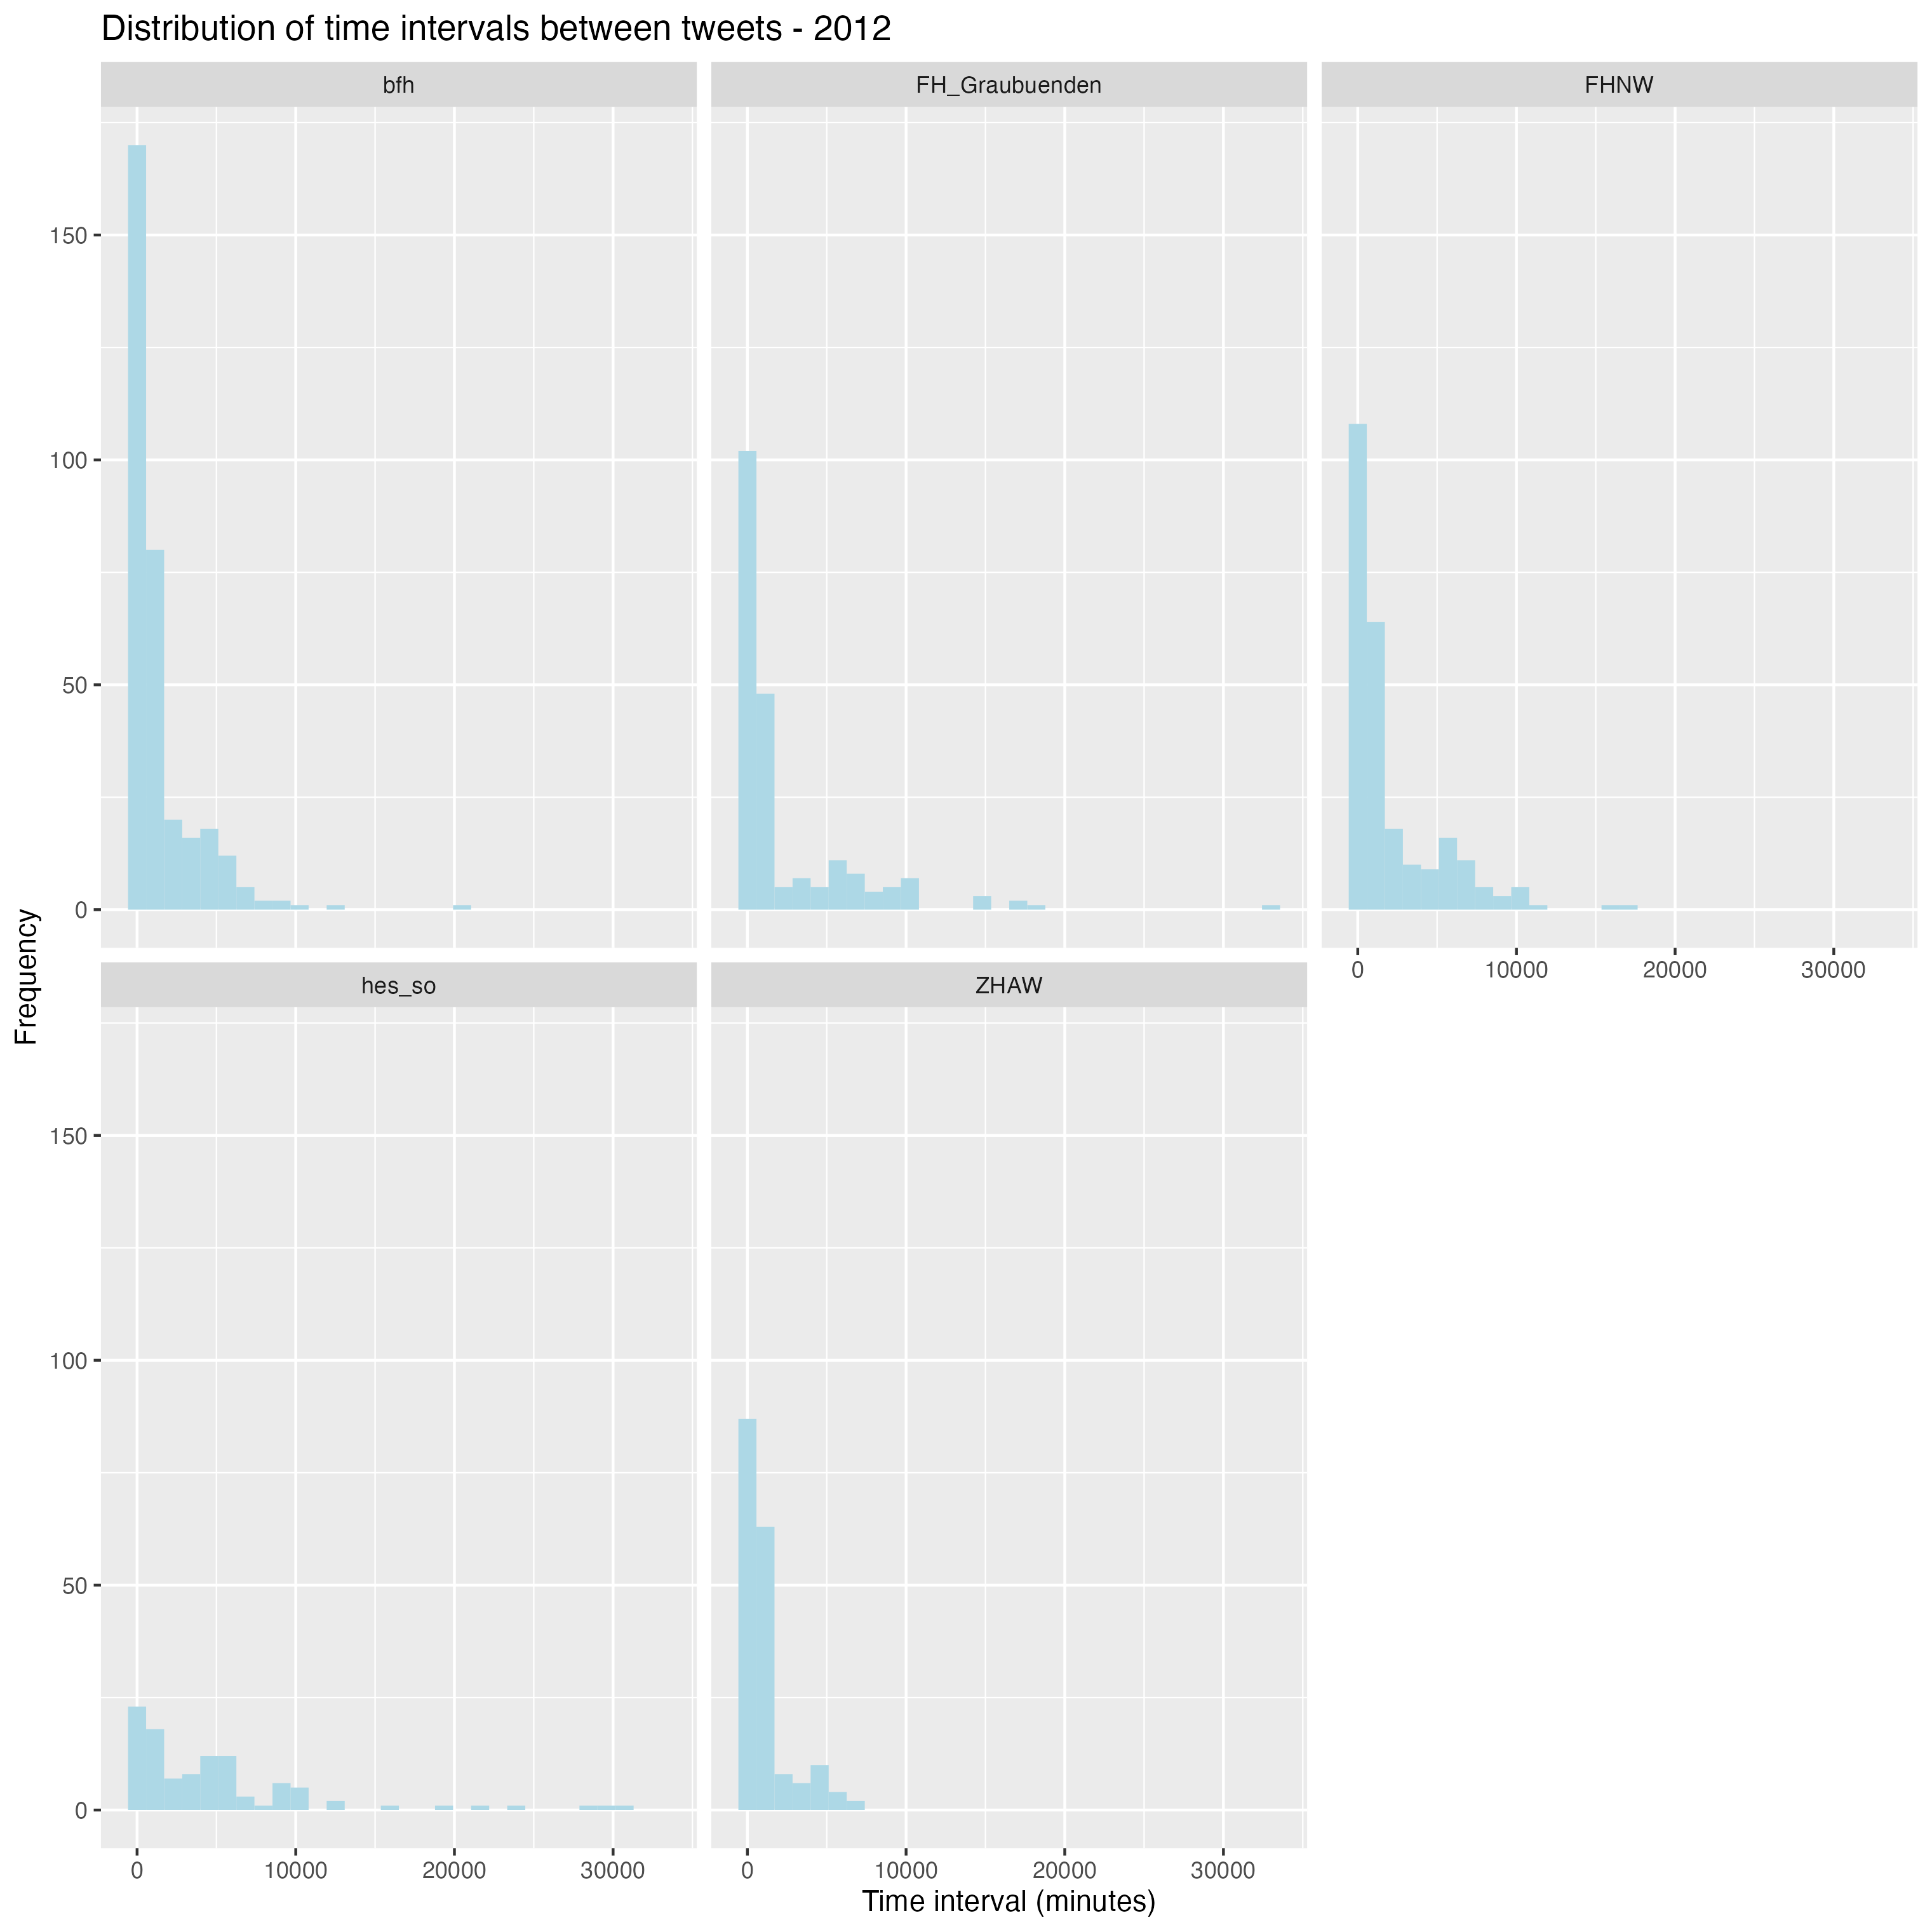 Distribution of time intervals between tweets - 2012
bfh
FH_Graubuenden
FHNW
150
100
50
0
0
10000
20000
30000
hes_so
ZHAW
150
100
50
0
0
10000
20000
30000
0
10000
20000
30000
Frequency
Time interval (minutes)